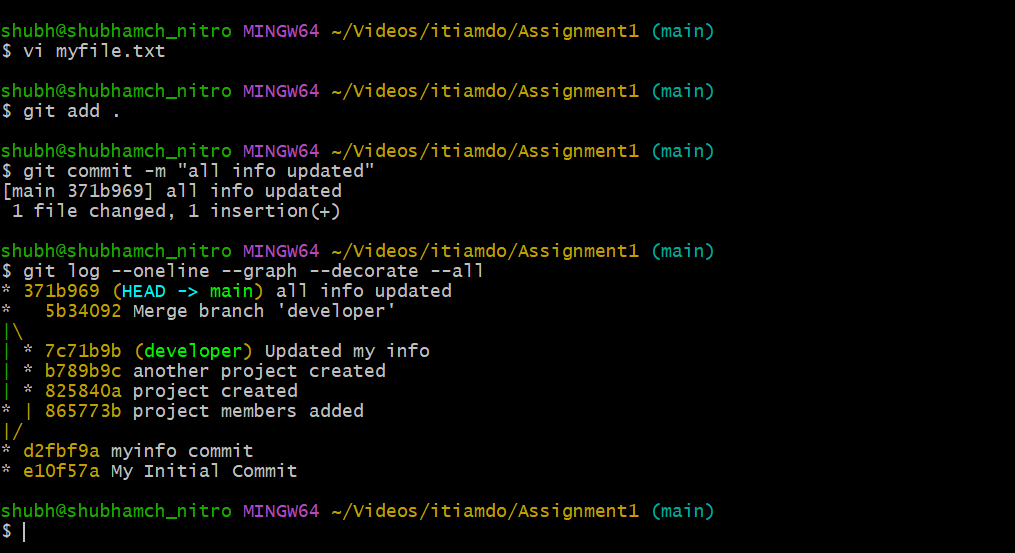 shubh@shubhamch_nitro MINGW64 ~/Videos/itiamdo/Assignment1 (main)
$ vi myfile.txt
shubh@shubhamch_nitro MINGW64 ~/Videos/itiamdo/Assignment1 (main)
$ git add .
shubh@shubhamch_nitro MINGW64 ~/Videos/itiamdo/Assignment1 (main)
$ git commit -m "all info updated"
[main 371b969] all info updated
 1 file changed, 1 insertion(+)
shubh@shubhamch_nitro MINGW64 ~/Videos/itiamdo/Assignment1 (main)
$ git log --oneline --graph --decorate --all
* 371b969 (HEAD -> main) all info updated
*   5b34092 Merge branch 'developer'
|\
| * 7c71b9b (developer) Updated my info
| * b789b9c another project created
| * 825840a project created
* | 865773b project members added
|/
* d2fbf9a myinfo commit
* e10f57a My Initial Commit
shubh@shubhamch_nitro MINGW64 ~/Videos/itiamdo/Assignment1 (main)
$